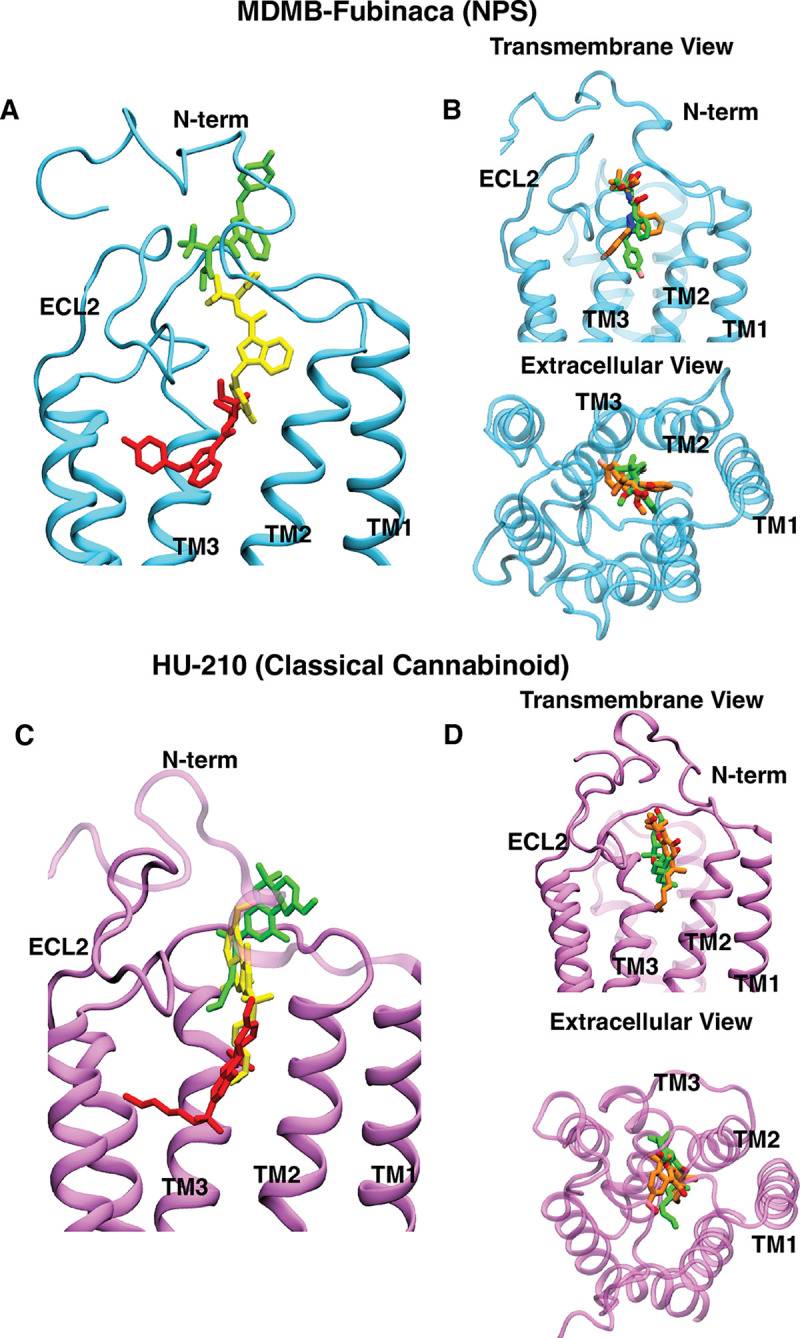 MDMB-Fubinaca (NPS)
Transmembrane View
A
N-term
ECL2
TM3
TM2
TM1
B
N-term
ECL2
TM2
TM3
TM1
Extracellular View
TM3
TM2
TM1
HU-210 (Classical Cannabinoid)
Transmembrane View
C
N-term
ECL2
TM3
TM2
TM1
D
N-term
ECL2
TM2
TM3
TM1
Extracellular View
TM3
TM2
TM1